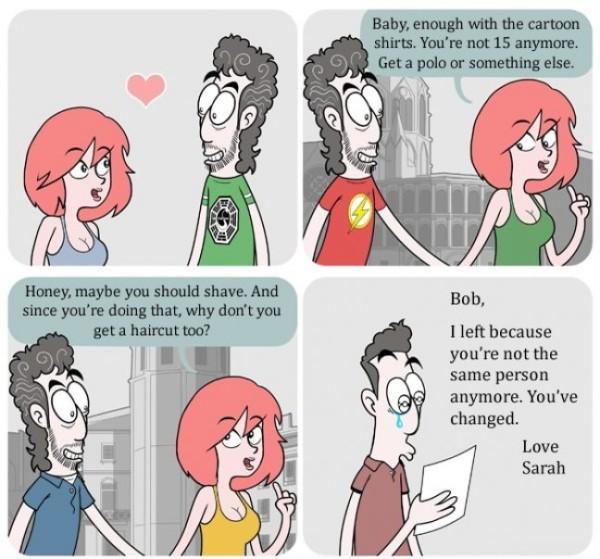 Baby, enough with the cartoon
shirts. You're not 15 anymore.
Get a polo or something else.
Honey, maybe you should shave. And
since you're doing that, why don't you
get a haircut too?
Bob,
I left because
you're not the
same person
anymore. You've
changed.
Love
Sarah